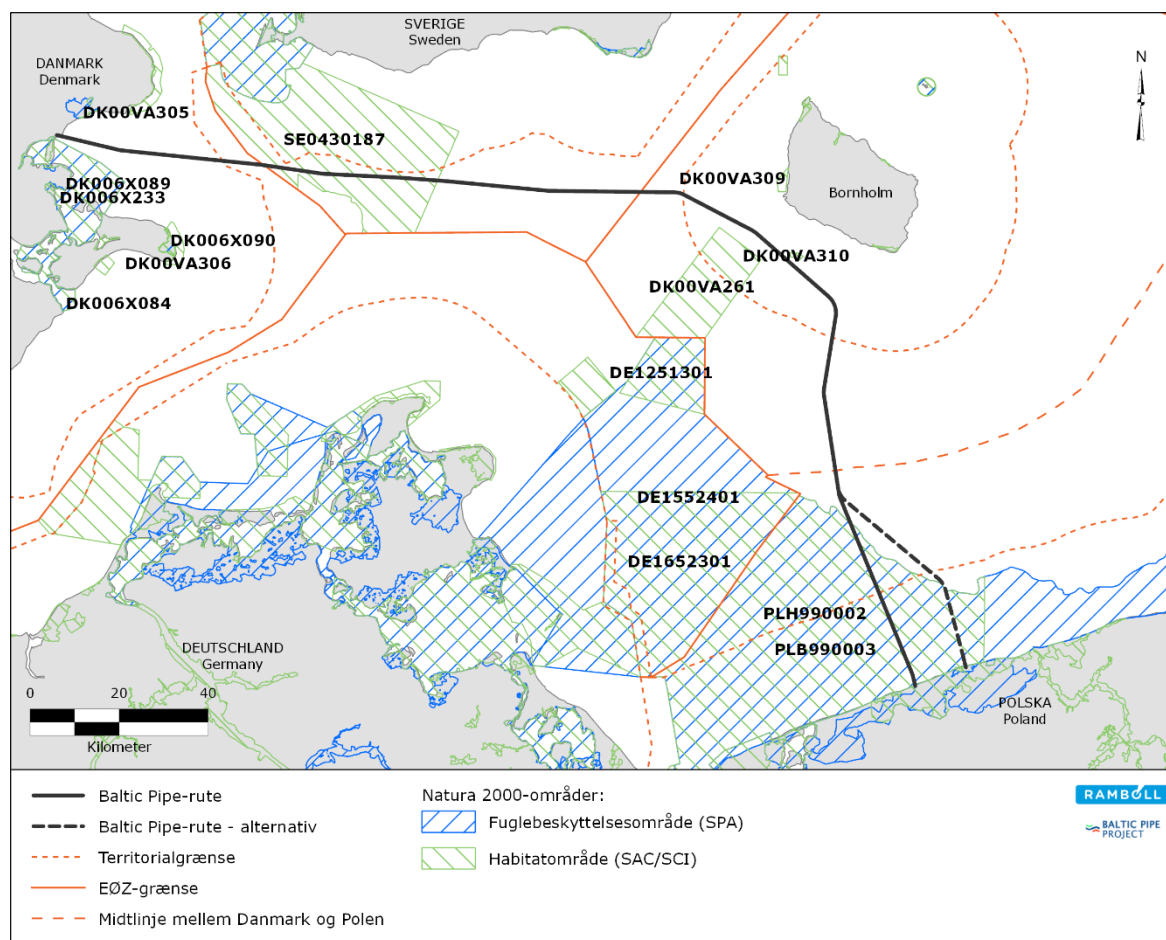 SVERIGE
Sweden
DANMARK
Denmark
N
DK00VA305
SE0430187
DK006X089
DK006X233
DK00VA309
Bornholm
DK006X090
DK00VA306
DK00VA310
DK00VA261
DK006X084
DE1251301
DE1552401
DE1652301
PLH990002
PLB990003
DEUTSCHLAND
Germany
POLSKA
Poland
0 20 40
Kilometer
Baltic Pipe-rute
Baltic Pipe-rute - alternativ
Territorialgrænse
EØZ-grænse
Midtlinje mellem Danmark og Polen
Natura 2000-områder:
Fuglebeskyttelsesområde (SPA)
Habitatområde (SAC/SCI)
RAMBOLL
BALTIC PIPE
PROJECT